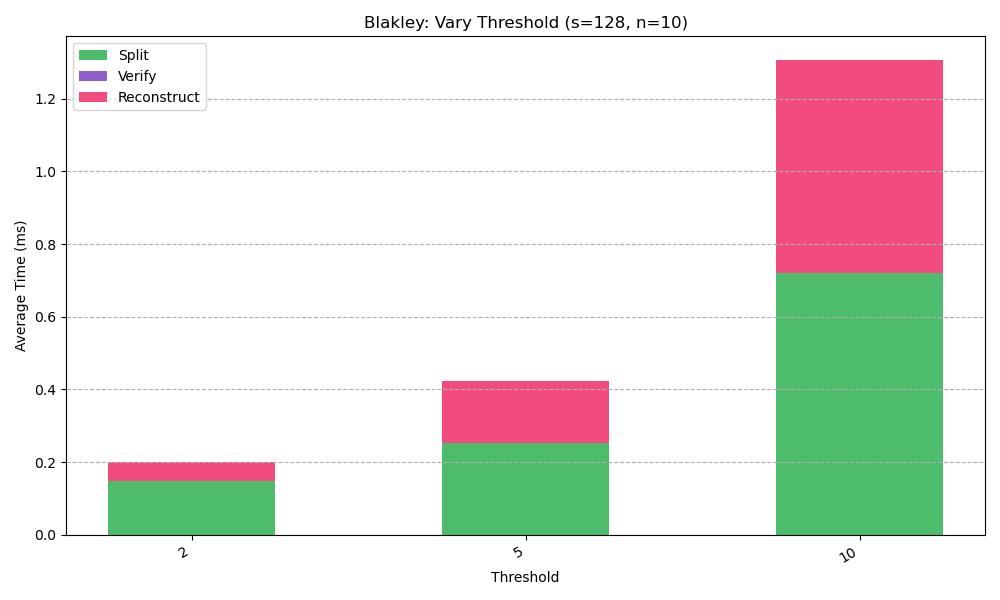 Blakley: Vary Threshold (s=128, n=10)
Split
Verify
Reconstruct
Average Time (ms)
1.2
1.0
0.8
0.6
0.4
0.2
0.0
2
5
10
Threshold